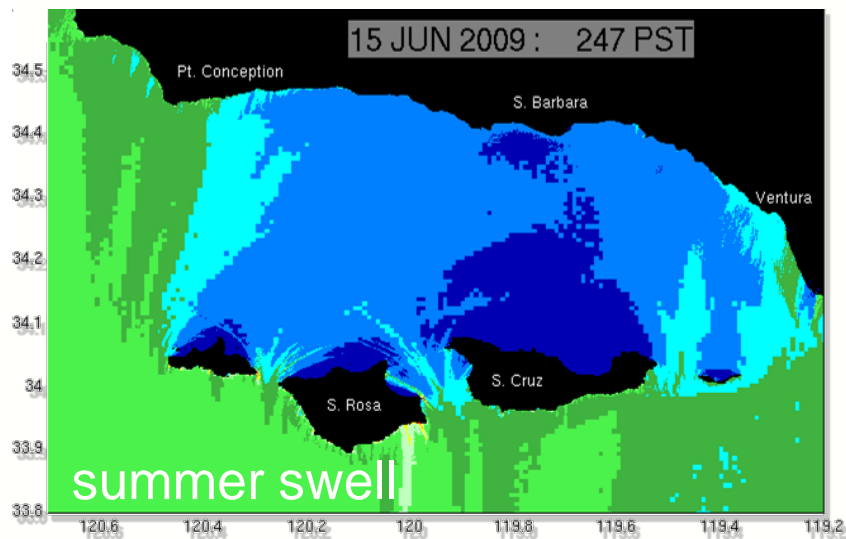 15 JUN 2009 : 247 PST
34.5
Pt. Conception
S. Barbara
34.4
34.3
Ventura
34.2
34.1
34
S. Cruz
S. Rosa
33.9
summer swell
33.8
120.6 120.4 120.2 120 119.8 119.6 119.4 119.2